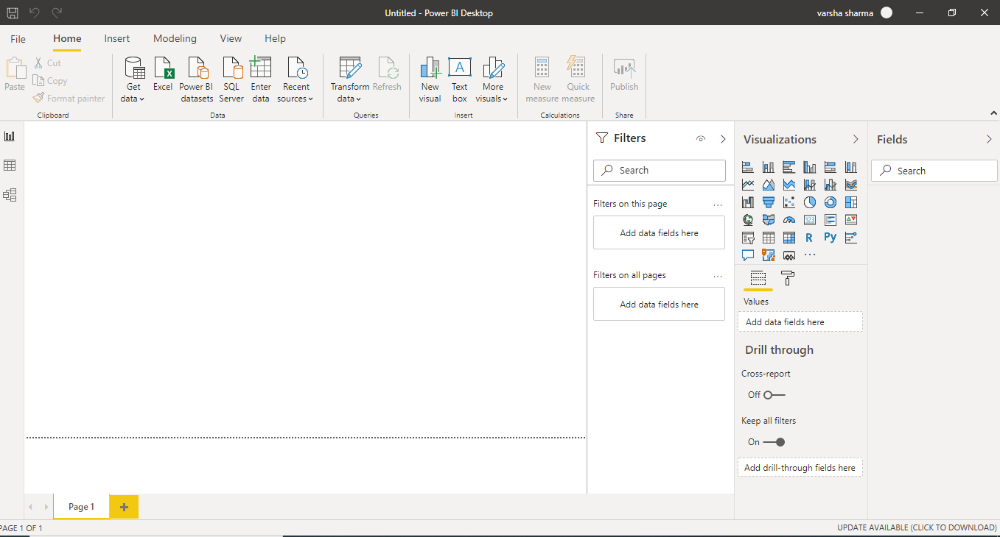 Untitled - Power BI Desktop
varsha sharma
File Home Insert Modeling View Help
Paste
Cut
Copy
Format painter
Clipboard
Get data
Excel
Power BI datasets
SQL Server
Enter data
Recent sources
Data
Transform data
Refresh
Queries
New visual
A
Text box
More visuals
Insert
New measure
Quick measure
Calculations
Publish
Share
Filters
Search
Filters on this page
...
Add data fields here
Filters on all pages
...
Add data fields here
Visualizations
123
R
Py
...
Values
Add data fields here
Drill through
Cross-report
Off
Keep all filters
On
Add drill-through fields here
Fields
Search
Page 1
+
PAGE 1 OF 1
UPDATE AVAILABLE (CLICK TO DOWNLOAD)